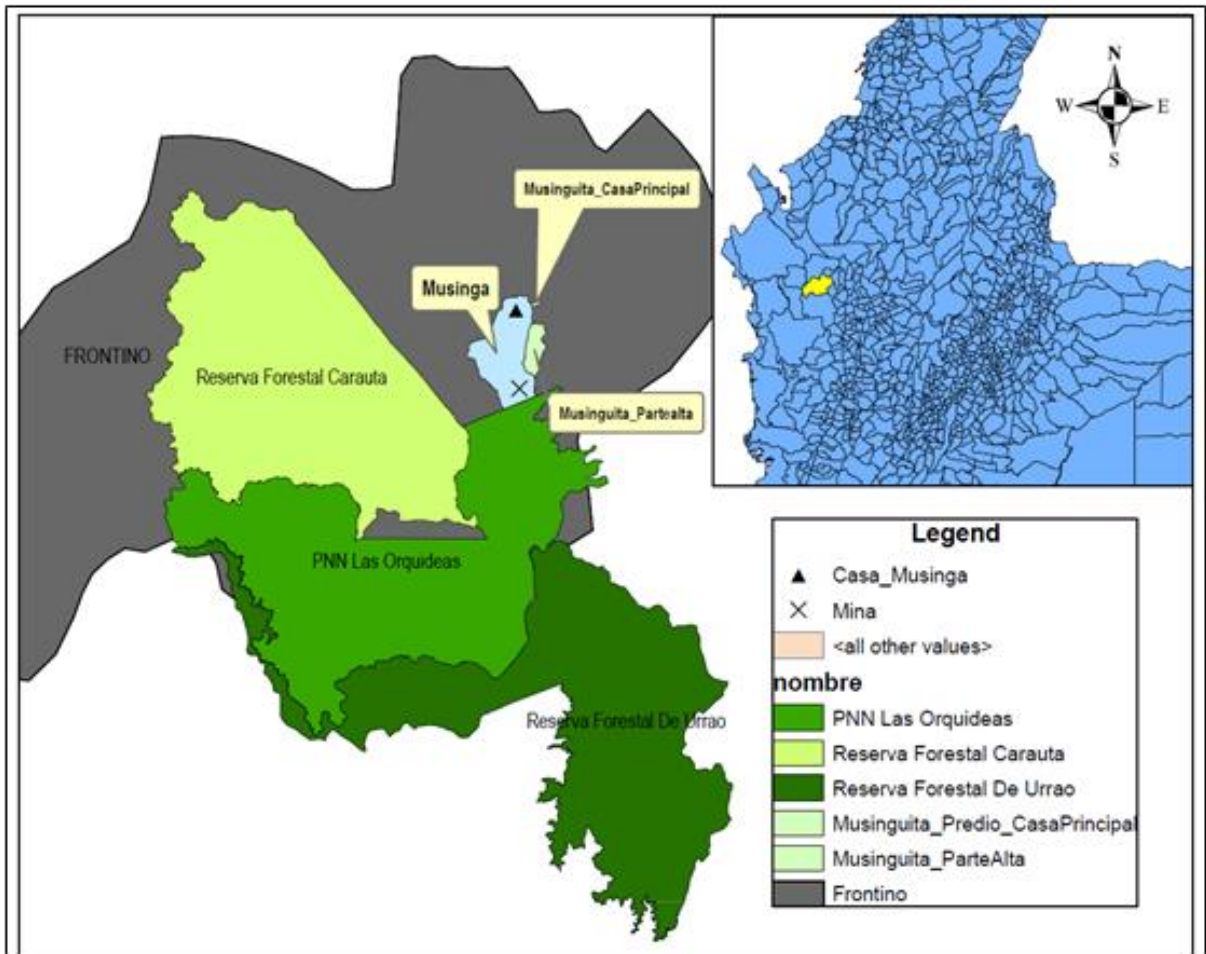 N
W E
S
Musinguita_CasaPrincipal
Musinga
FRONTINO
Reserva Forestal Carauta
Musinguita_Partealta
PNN Las Orquideas
Reserva Forestal De Urrao
Legend
Casa_Musinga
Mina
<all other values>
nombre
PNN Las Orquideas
Reserva Forestal Carauta
Reserva Forestal De Urrao
Musinguita_Predio_CasaPrincipal
Musinguita_ParteAlta
Frontino